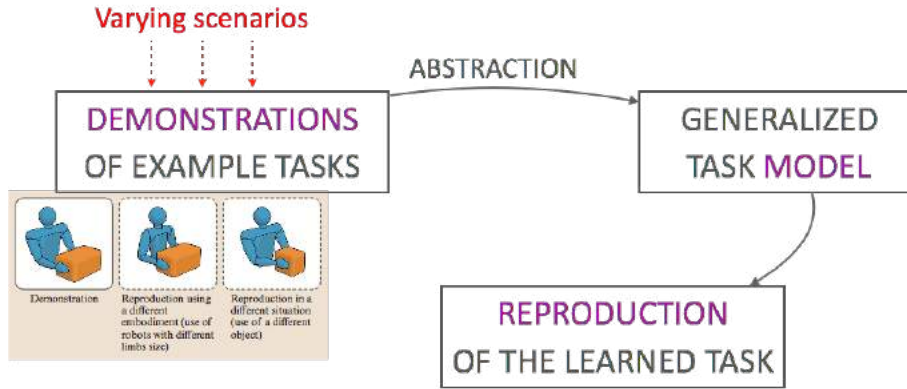 Varying scenarios
ABSTRACTION
DEMONSTRATIONS
OF EXAMPLE TASKS
GENERALIZED
TASK MODEL
Demonstration
Reproduction using
a different
embodiment (use of
robots with different
limbs size)
Reproduction in a
different situation
(use of a different
object)
REPRODUCTION
OF THE LEARNED TASK